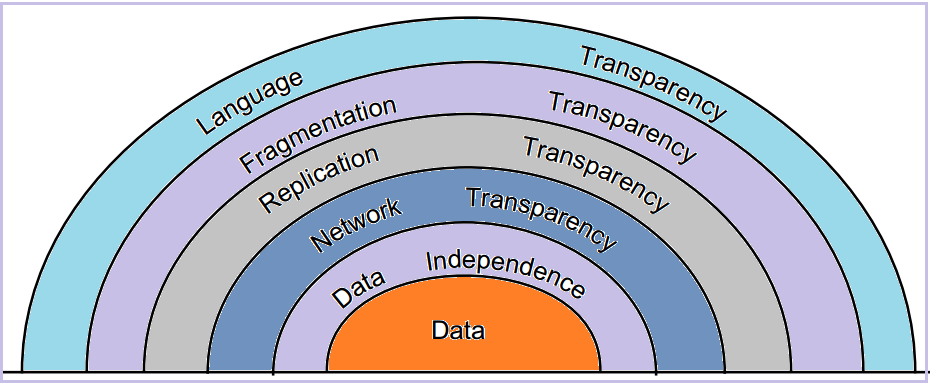 Language Transparency
Fragmentation Transparency
Replication Transparency
Network Transparency
Data Independence
Data